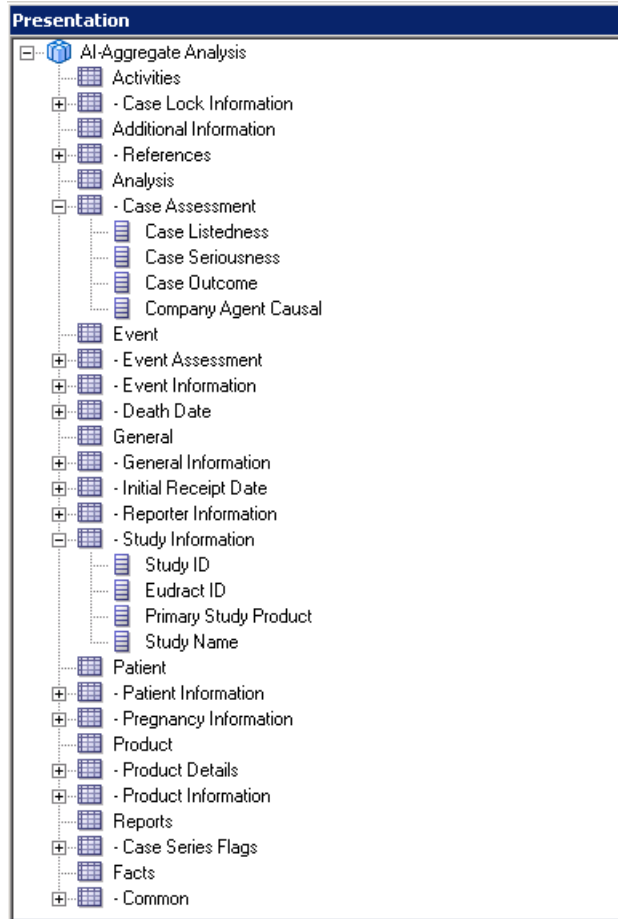 Presentation
AI-Aggregate Analysis
Activities
- Case Lock Information
Additional Information
- References
Analysis
- Case Assessment
Case Listedness
Case Seriousness
Case Outcome
Company Agent Causal
Event
- Event Assessment
- Event Information
- Death Date
General
- General Information
- Initial Receipt Date
- Reporter Information
- Study Information
Study ID
Eudract ID
Primary Study Product
Study Name
Patient
- Patient Information
- Pregnancy Information
Product
- Product Details
- Product Information
Reports
- Case Series Flags
Facts
- Common